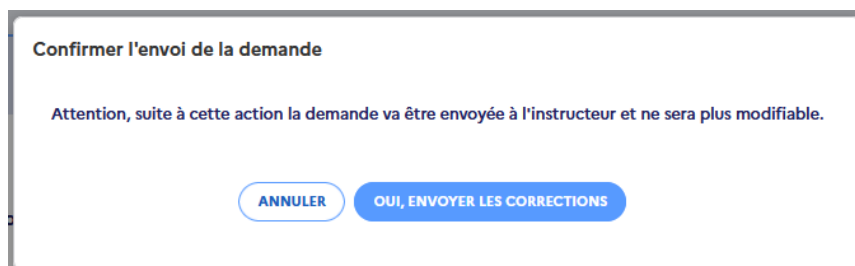 Confirmer l'envoi de la demande
Attention, suite à cette action la demande va être envoyée à l'instructeur et ne sera plus modifiable.
ANNULER
OUI, ENVOYER LES CORRECTIONS